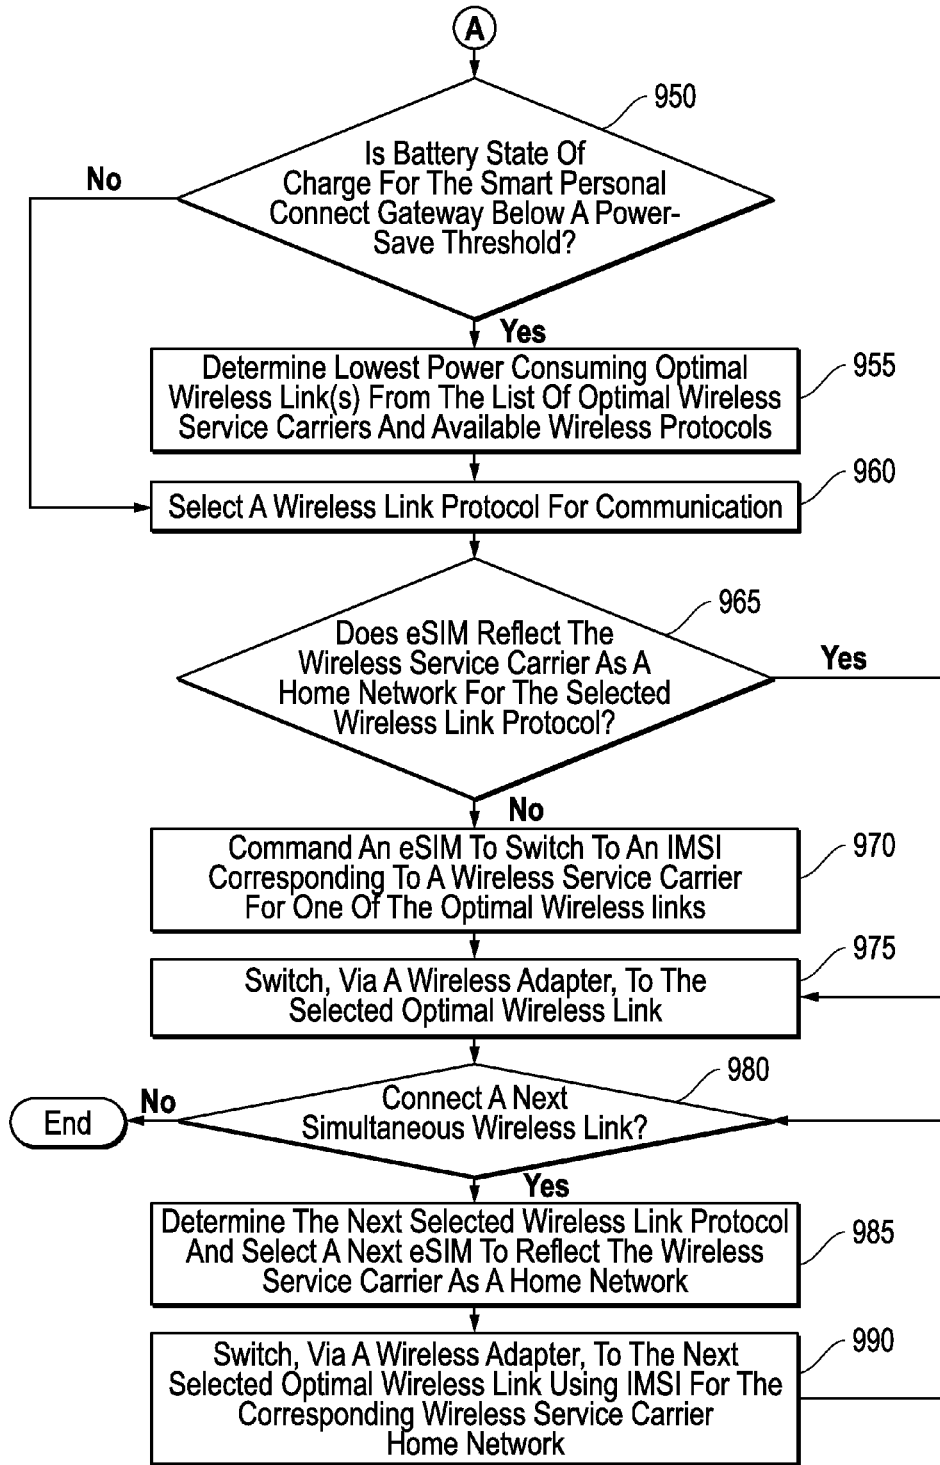 A
950
Is Battery State Of
Charge For The Smart Personal
Connect Gateway Below A Power-
Save Threshold?
No
Yes
Determine Lowest Power Consuming Optimal
Wireless Link(s) From The List Of Optimal Wireless
Service Carriers And Available Wireless Protocols
955
960
Select A Wireless Link Protocol For Communication
965
Does eSIM Reflect The
Wireless Service Carrier As A
Home Network For The Selected
Wireless Link Protocol?
Yes
No
Command An eSIM To Switch To An IMSI
Corresponding To A Wireless Service Carrier
For One Of The Optimal Wireless links
970
975
Switch, Via A Wireless Adapter, To The
Selected Optimal Wireless Link
980
Connect A Next
Simultaneous Wireless Link?
No
End
Yes
Determine The Next Selected Wireless Link Protocol
And Select A Next eSIM To Reflect The Wireless
Service Carrier As A Home Network
985
990
Switch, Via A Wireless Adapter, To The Next
Selected Optimal Wireless Link Using IMSI For The
Corresponding Wireless Service Carrier
Home Network